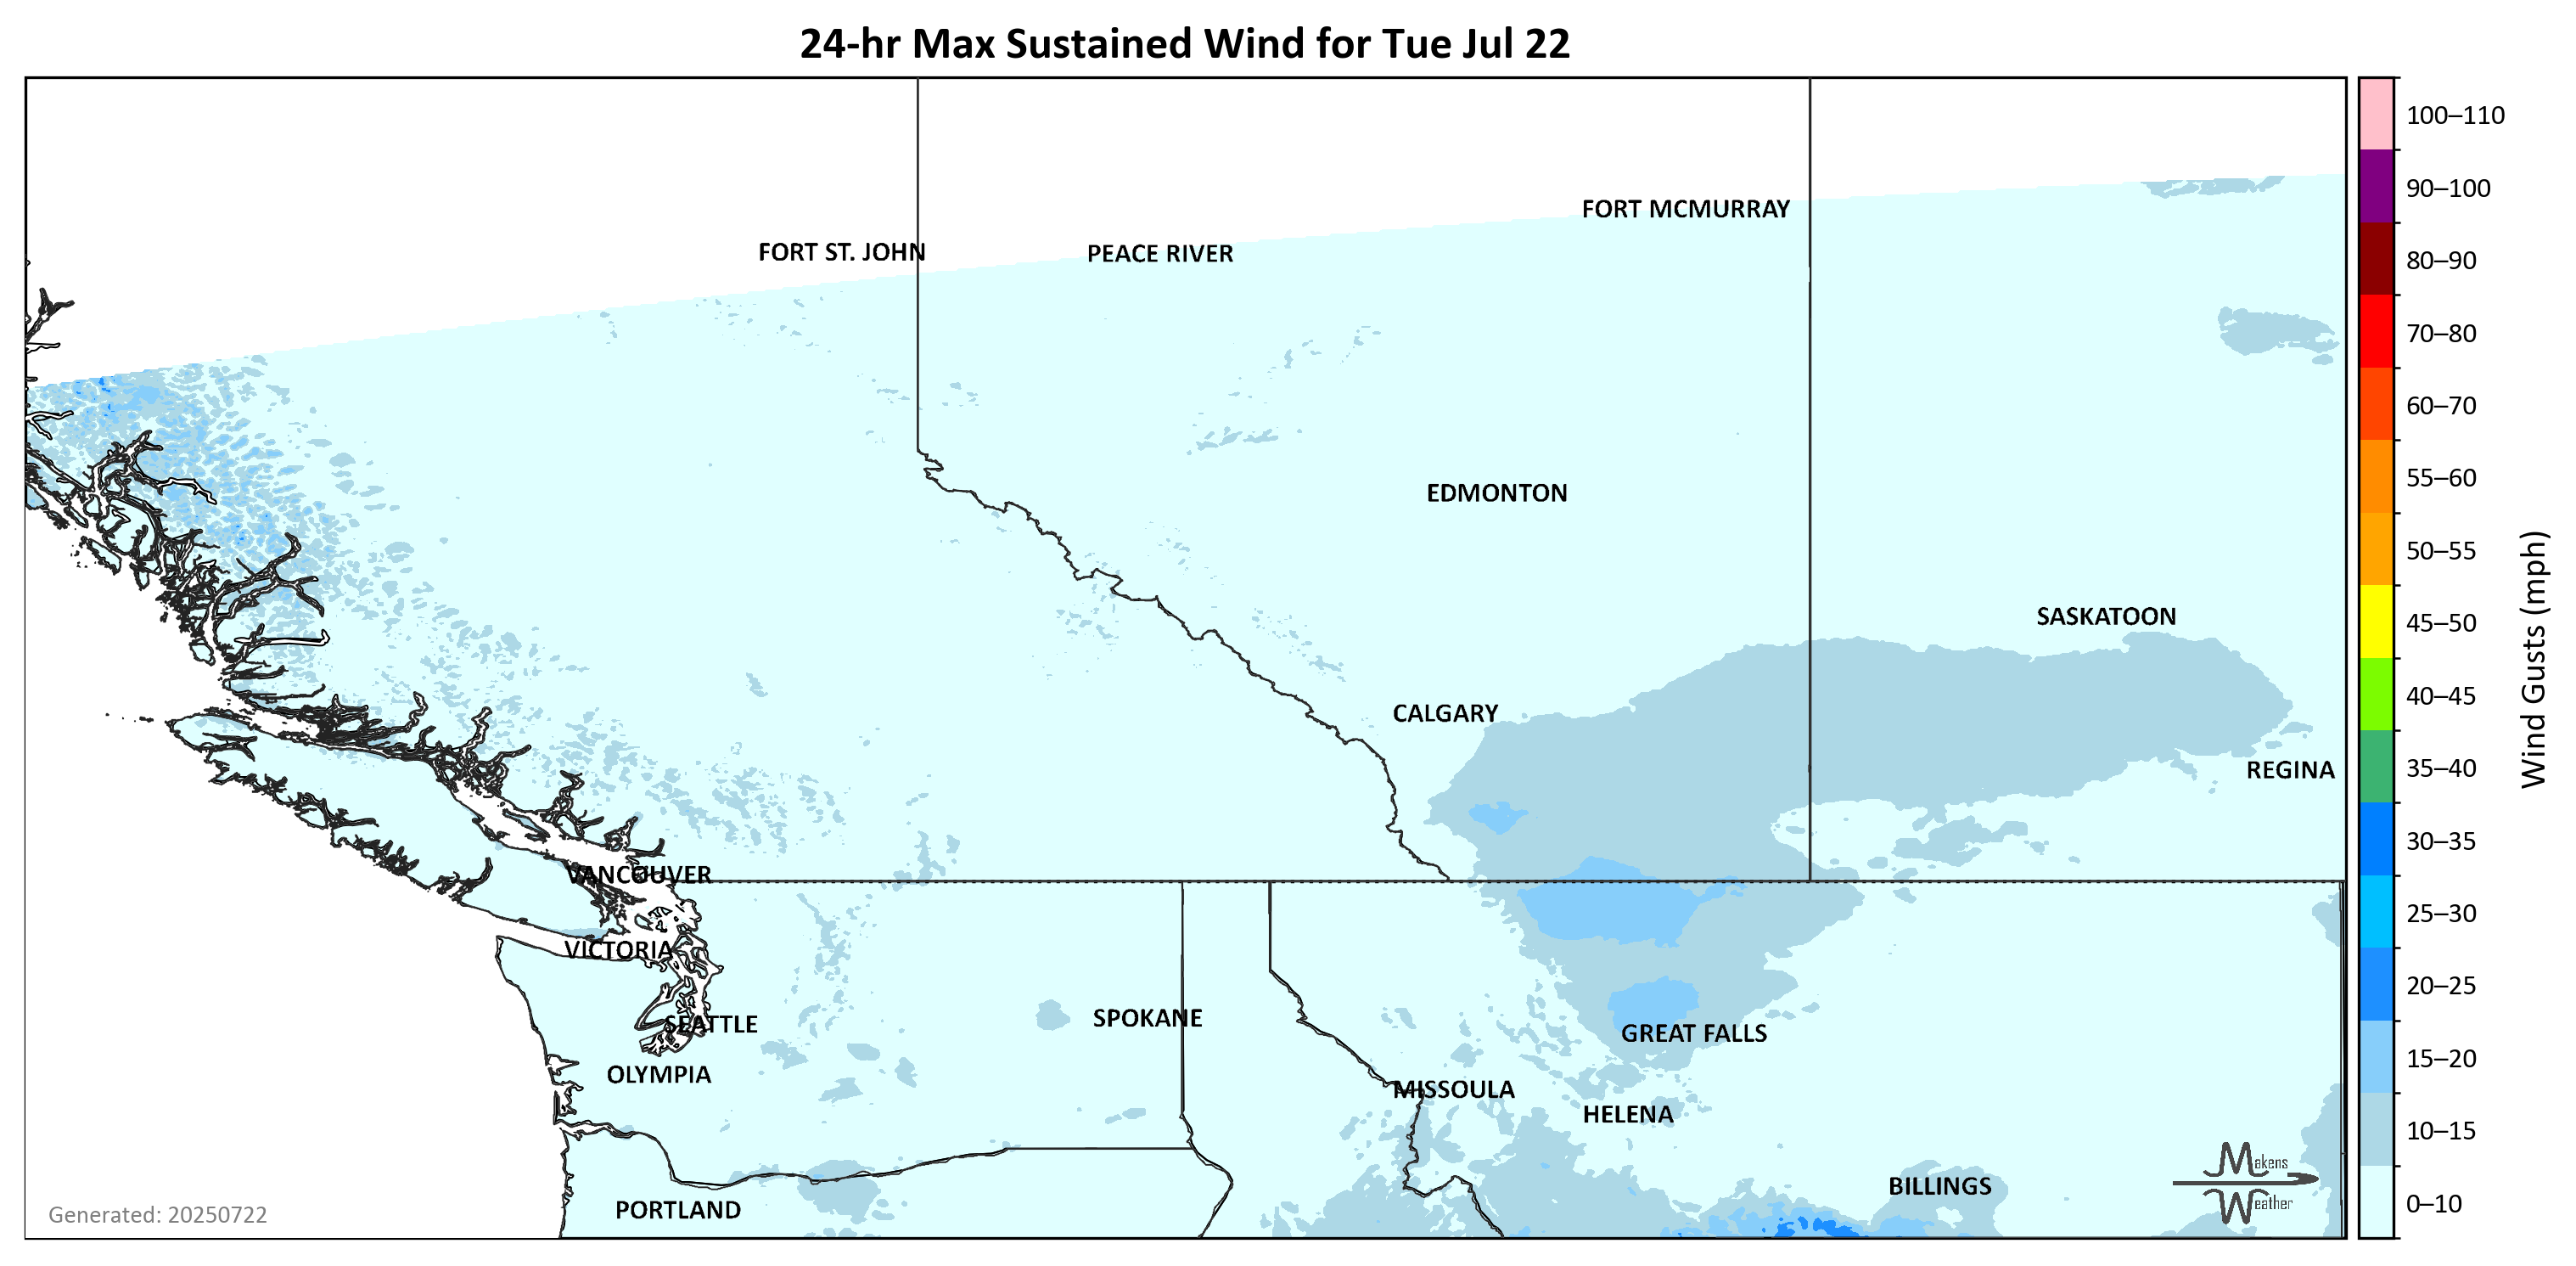 24-hr Max Sustained Wind for Tue Jul 22
FORT MCMURRAY
FORT ST. JOHN
PEACE RIVER
EDMONTON
SASKATOON
CALGARY
REGINA
VANCOUVER
VICTORIA
SEATTLE
SPOKANE
GREAT FALLS
OLYMPIA
MISSOULA
HELENA
PORTLAND
BILLINGS
Makens
Weather
Generated: 20250722
100–110
90–100
80–90
70–80
60–70
55–60
50–55
45–50
40–45
35–40
30–35
25–30
20–25
15–20
10–15
0–10
Wind Gusts (mph)